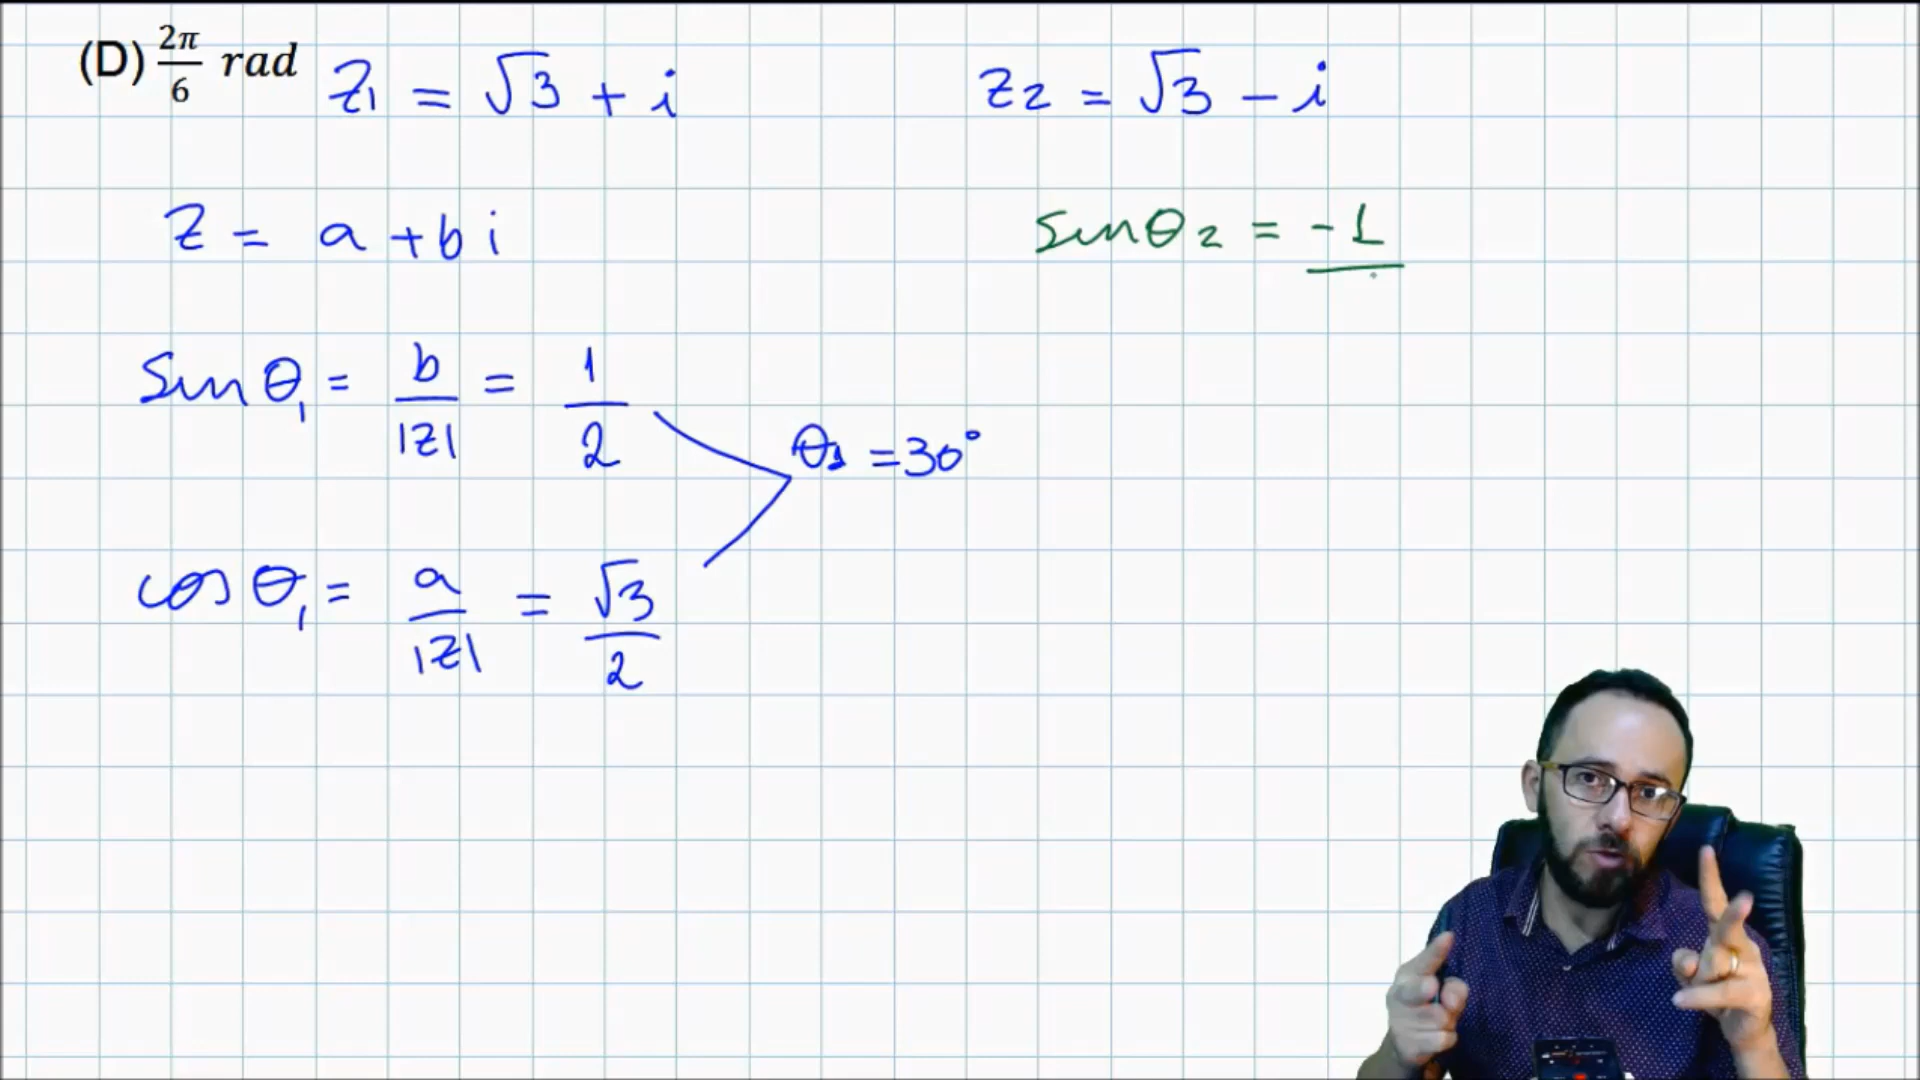 (D) 2π/6 rad
z₁ = √3 + i
z₂ = √3 - i
z = a + bi
sin θ₂ = -1
sin θ₁ = b/|z| = 1/2
θ₁ = 30°
cos θ₁ = a/|z| = √3/2